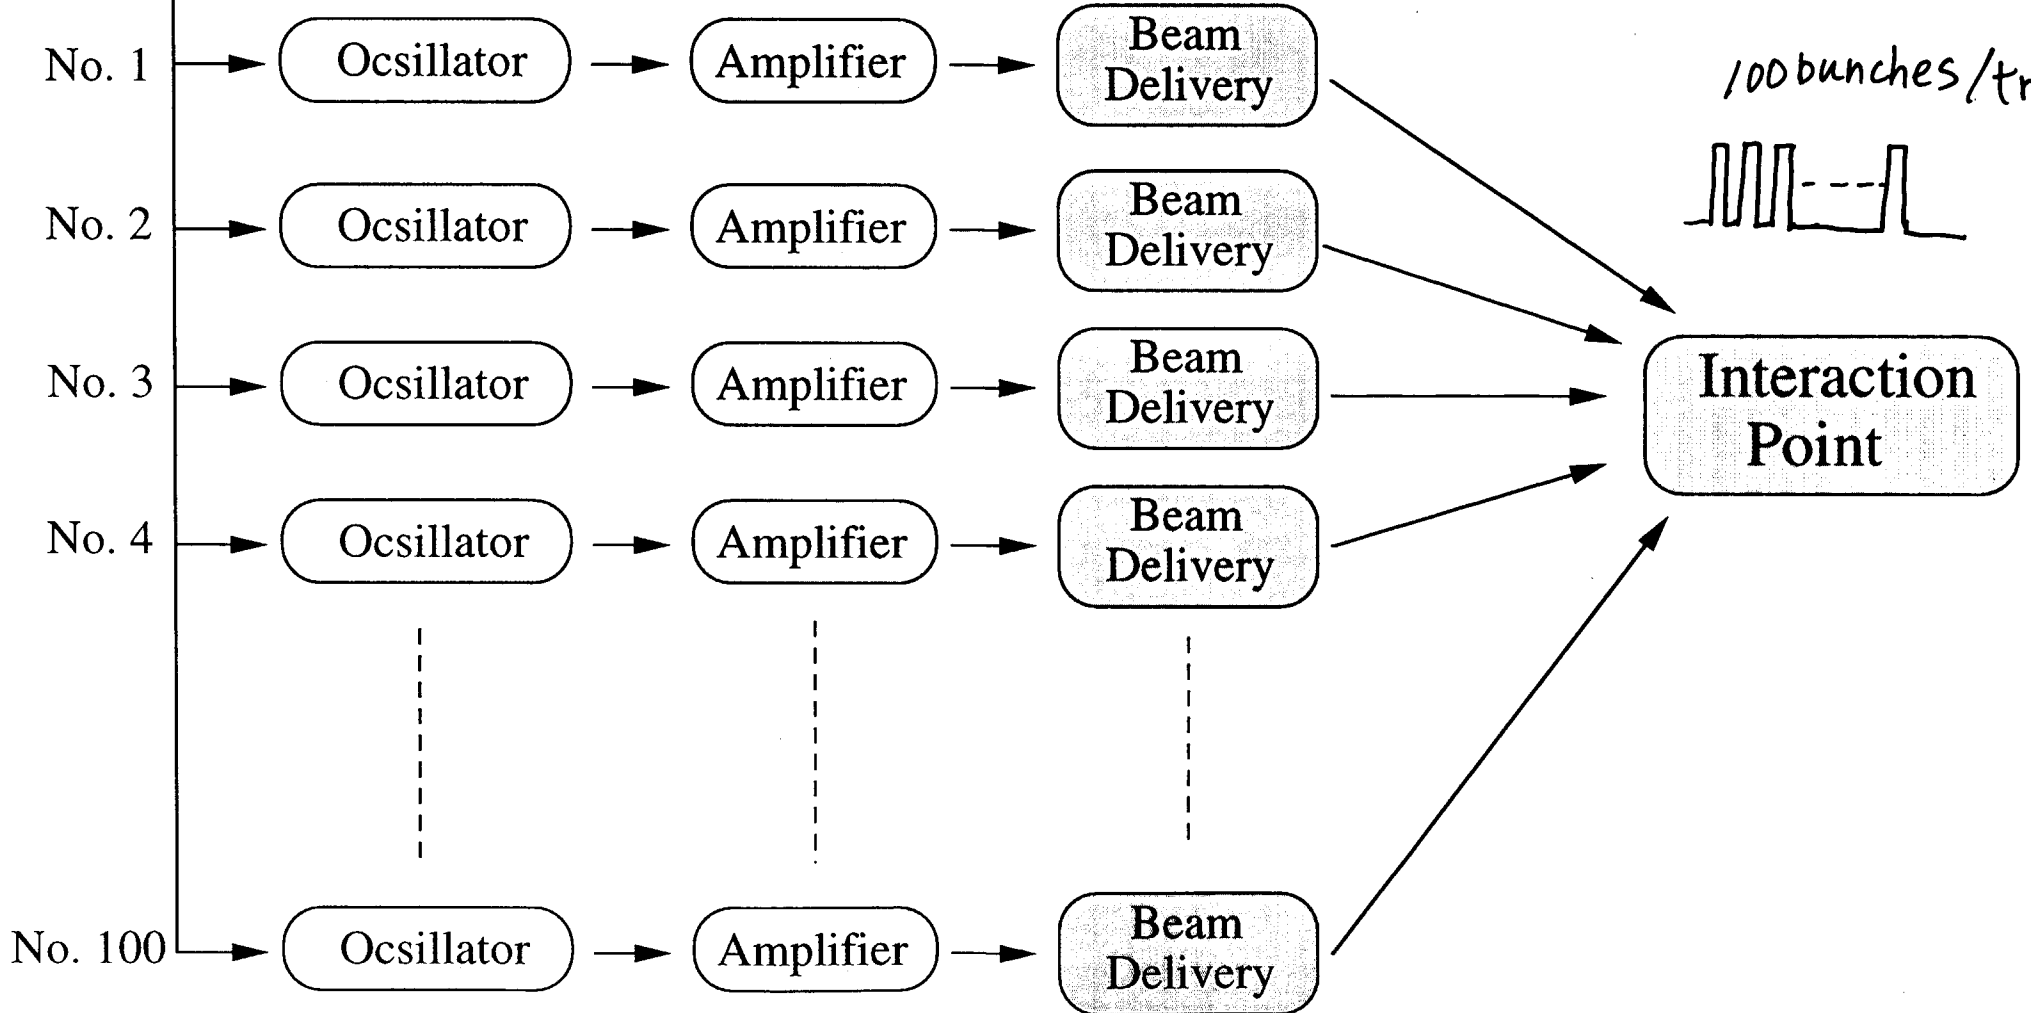 No. 1 Ocsillator Amplifier Beam Delivery
100 bunches/tr
No. 2 Ocsillator Amplifier Beam Delivery
No. 3 Ocsillator Amplifier Beam Delivery
Interaction
Point
No. 4 Ocsillator Amplifier Beam Delivery
No. 100 Ocsillator Amplifier Beam Delivery